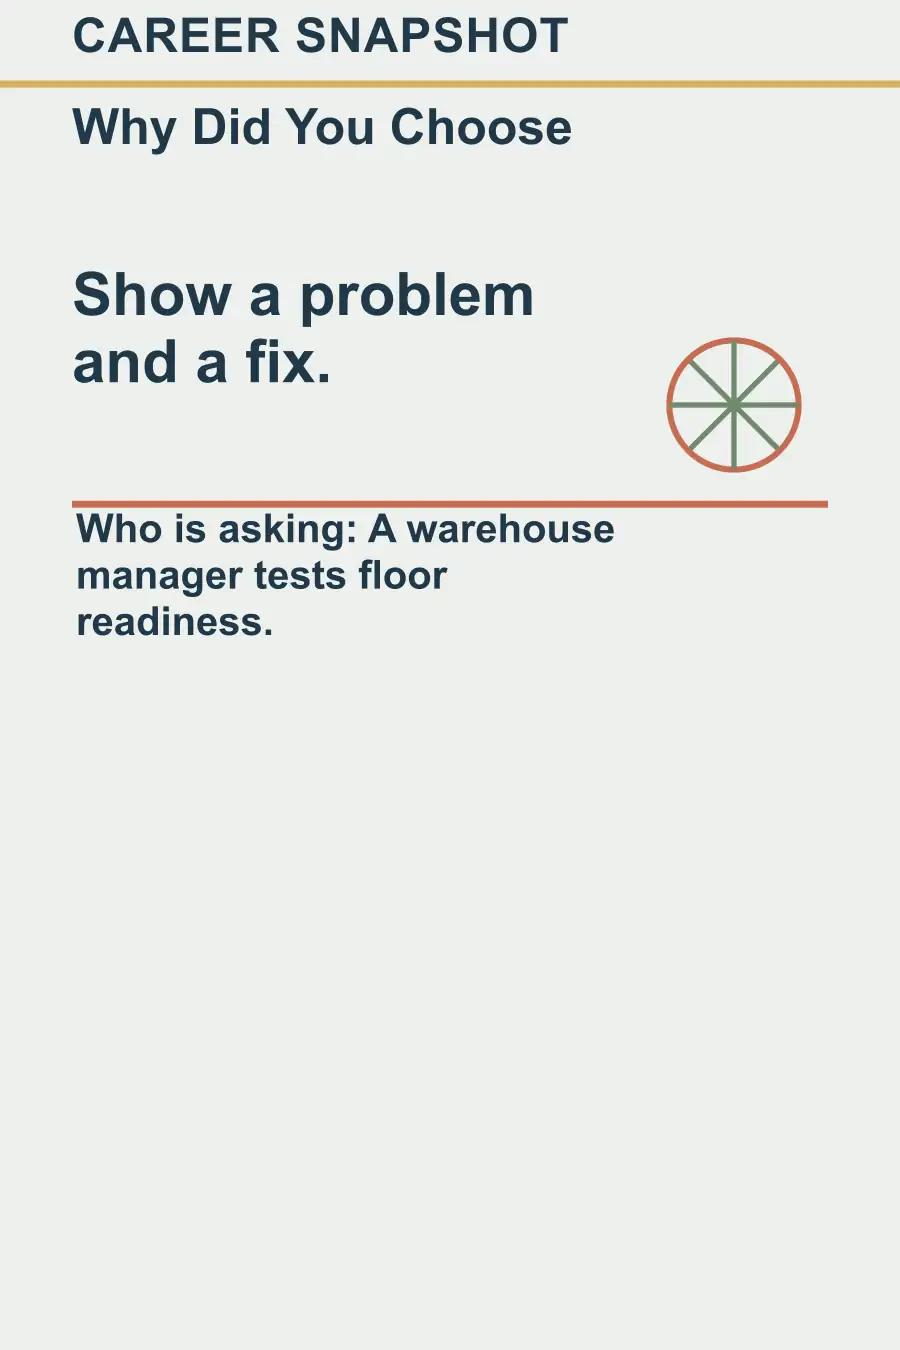 CAREER SNAPSHOT
Why Did You Choose
Show a problem
and a fix.
Who is asking: A warehouse
manager tests floor
readiness.